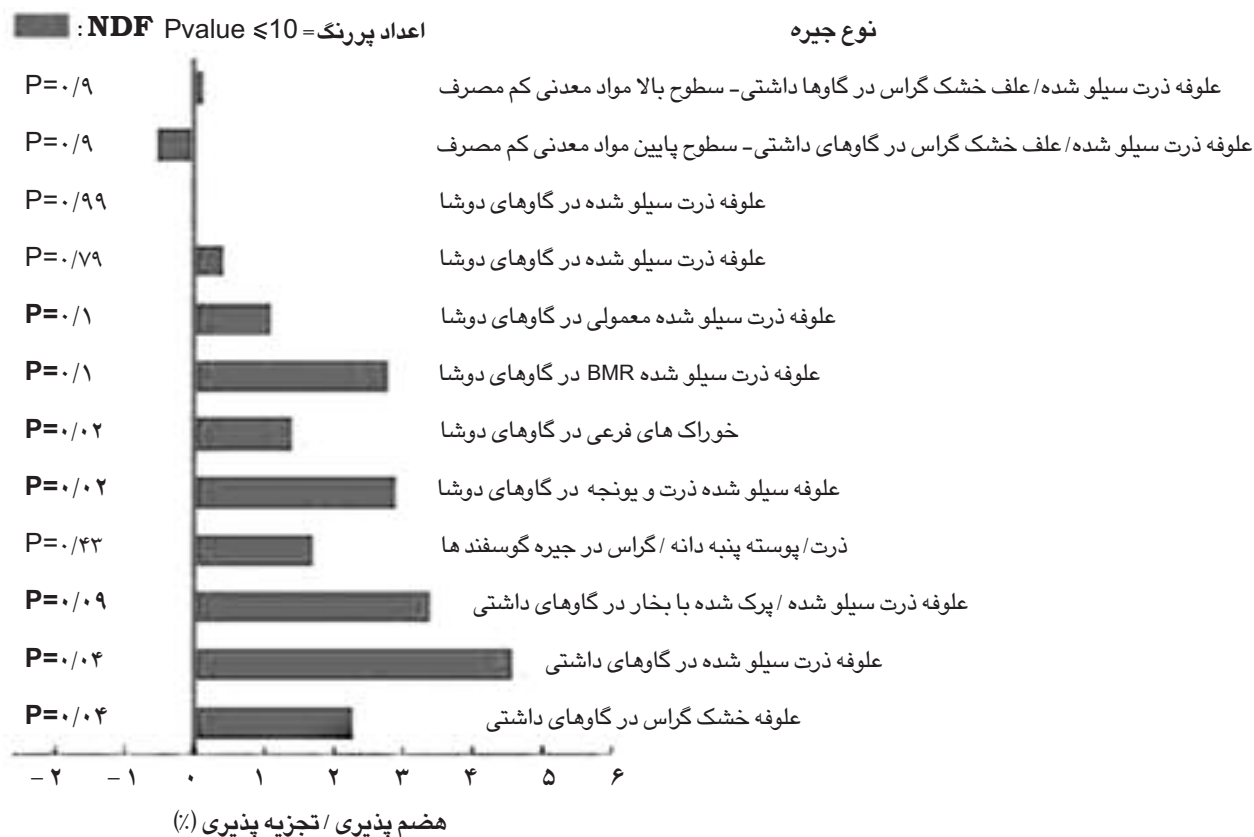 نوع جیره
اعداد پررنگ= Pvalue ⩽10 NDF :
علوفه ذرت سیلو شده/ علف خشک گراس در گاوها داشتی- سطوح بالا مواد معدنی کم مصرف P=۰/۹
علوفه ذرت سیلو شده/ علف خشک گراس در گاوهای داشتی- سطوح پایین مواد معدنی کم مصرف P=۰/۹
علوفه ذرت سیلو شده در گاوهای دوشا P=۰/۹۹
علوفه ذرت سیلو شده در گاوهای دوشا P=۰/۷۹
علوفه ذرت سیلو شده معمولی در گاوهای دوشا P=۰/۱
علوفه ذرت سیلو شده BMR در گاوهای دوشا P=۰/۱
خوراک های فرعی در گاوهای دوشا P=۰/۰۲
علوفه سیلو شده ذرت و یونجه در گاوهای دوشا P=۰/۰۲
ذرت/ پوسته پنبه دانه /گراس در جیره گوسفند ها P=۰/۴۳
علوفه ذرت سیلو شده / پرک شده با بخار در گاوهای داشتی P=۰/۰۹
علوفه ذرت سیلو شده در گاوهای داشتی P=۰/۰۴
علوفه خشک گراس در گاوهای داشتی P=۰/۰۴
-۲ -۱ ۰ ۱ ۲ ۳ ۴ ۵ ۶
هضم پذیری / تجزیه پذیری (٪)